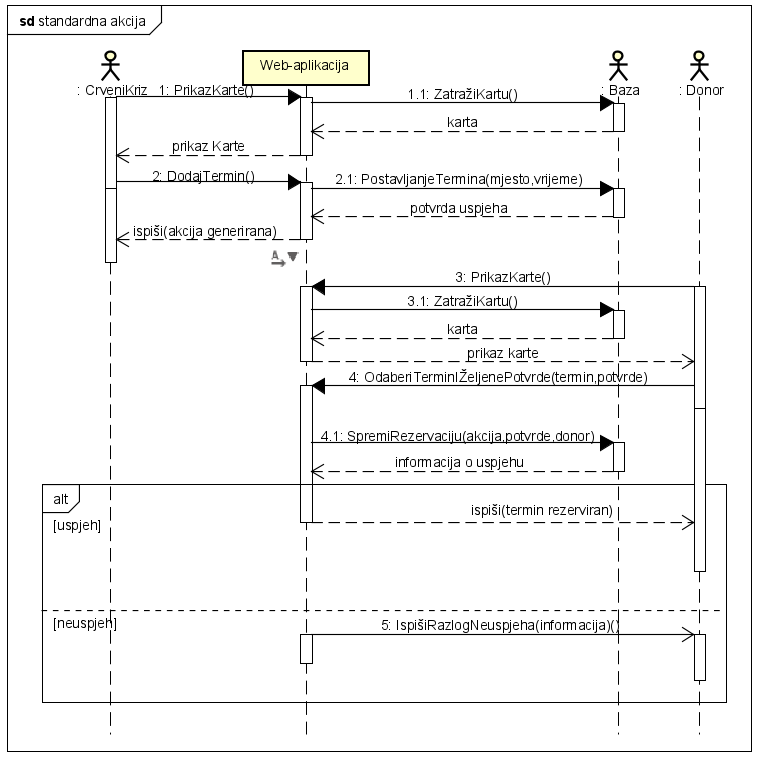 sd standardna akcija
Web-aplikacija
: CrveniKriz
: Baza
: Donor
1: PrikazKarte()
1.1: ZatražiKartu()
karta
prikaz Karte
2: DodajTermin()
2.1: PostavljanjeTermina(mjesto,vrijeme)
potvrda uspjeha
ispiši(akcija generirana)
A
3: PrikazKarte()
3.1: ZatražiKartu()
karta
prikaz karte
4: OdaberiTerminIŽeljenePotvrde(termin,potvrde)
4.1: SpremiRezervaciju(akcija,potvrde,donor)
informacija o uspjehu
alt
ispiši(termin rezerviran)
[uspjeh]
[neuspjeh]
5: IspišiRazlogNeuspjeha(informacija)()